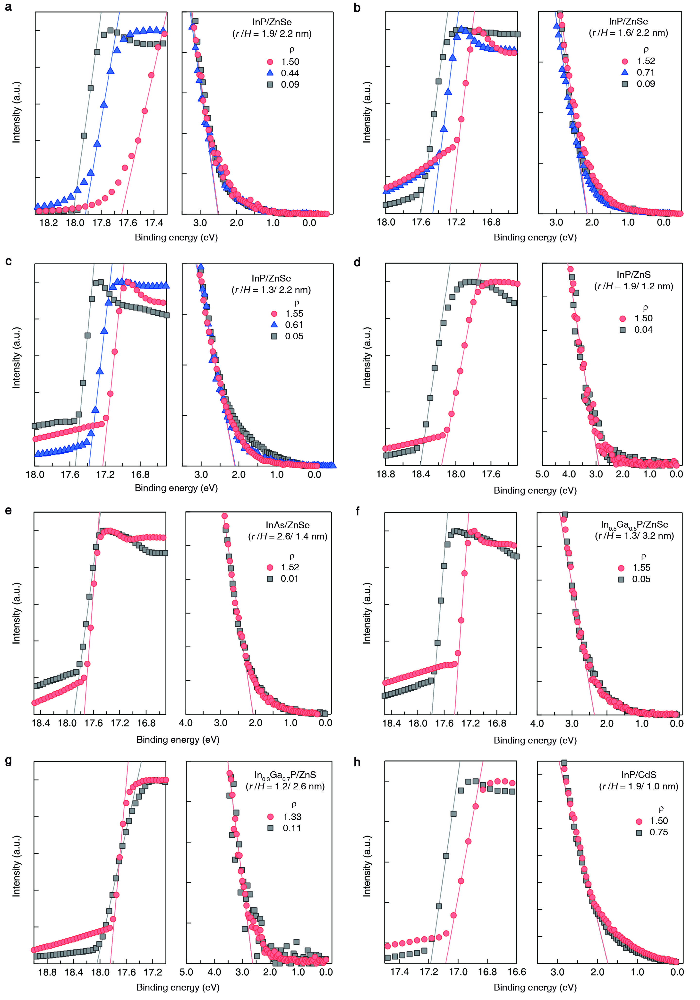 a
InP/ZnSe
(r/H = 1.9/ 2.2 nm)
ρ
1.50
0.44
0.09
Intensity (a.u.)
18.2 18.0 17.8 17.6 17.4
3.0 2.0 1.0 0.0
Binding energy (eV)
b
InP/ZnSe
(r/H = 1.6/ 2.2 nm)
ρ
1.52
0.71
0.09
Intensity (a.u.)
18.0 17.6 17.2 16.8
3.0 2.0 1.0 0.0
Binding energy (eV)
c
InP/ZnSe
(r/H = 1.3/ 2.2 nm)
ρ
1.55
0.61
0.05
Intensity (a.u.)
18.0 17.6 17.2 16.8
3.0 2.0 1.0 0.0
Binding energy (eV)
d
InP/ZnS
(r/H = 1.9/ 1.2 nm)
ρ
1.50
0.04
Intensity (a.u.)
18.8 18.4 18.0 17.6
5.0 4.0 3.0 2.0 1.0 0.0
Binding energy (eV)
e
InAs/ZnSe
(r/H = 2.6/ 1.4 nm)
ρ
1.52
0.01
Intensity (a.u.)
18.4 18.0 17.6 17.2 16.8
4.0 3.0 2.0 1.0 0.0
Binding energy (eV)
f
In0.5Ga0.5P/ZnSe
(r/H = 1.3/ 3.2 nm)
ρ
1.55
0.05
Intensity (a.u.)
18.4 18.0 17.6 17.2 16.8
4.0 3.0 2.0 1.0 0.0
Binding energy (eV)
g
In0.3Ga0.7P/ZnS
(r/H = 1.2/ 2.6 nm)
ρ
1.33
0.11
Intensity (a.u.)
18.8 18.4 18.0 17.6 17.2
5.0 4.0 3.0 2.0 1.0 0.0
Binding energy (eV)
h
InP/CdS
(r/H = 1.9/ 1.0 nm)
ρ
1.50
0.75
Intensity (a.u.)
17.4 17.2 17.0 16.8 16.6
3.0 2.0 1.0 0.0
Binding energy (eV)